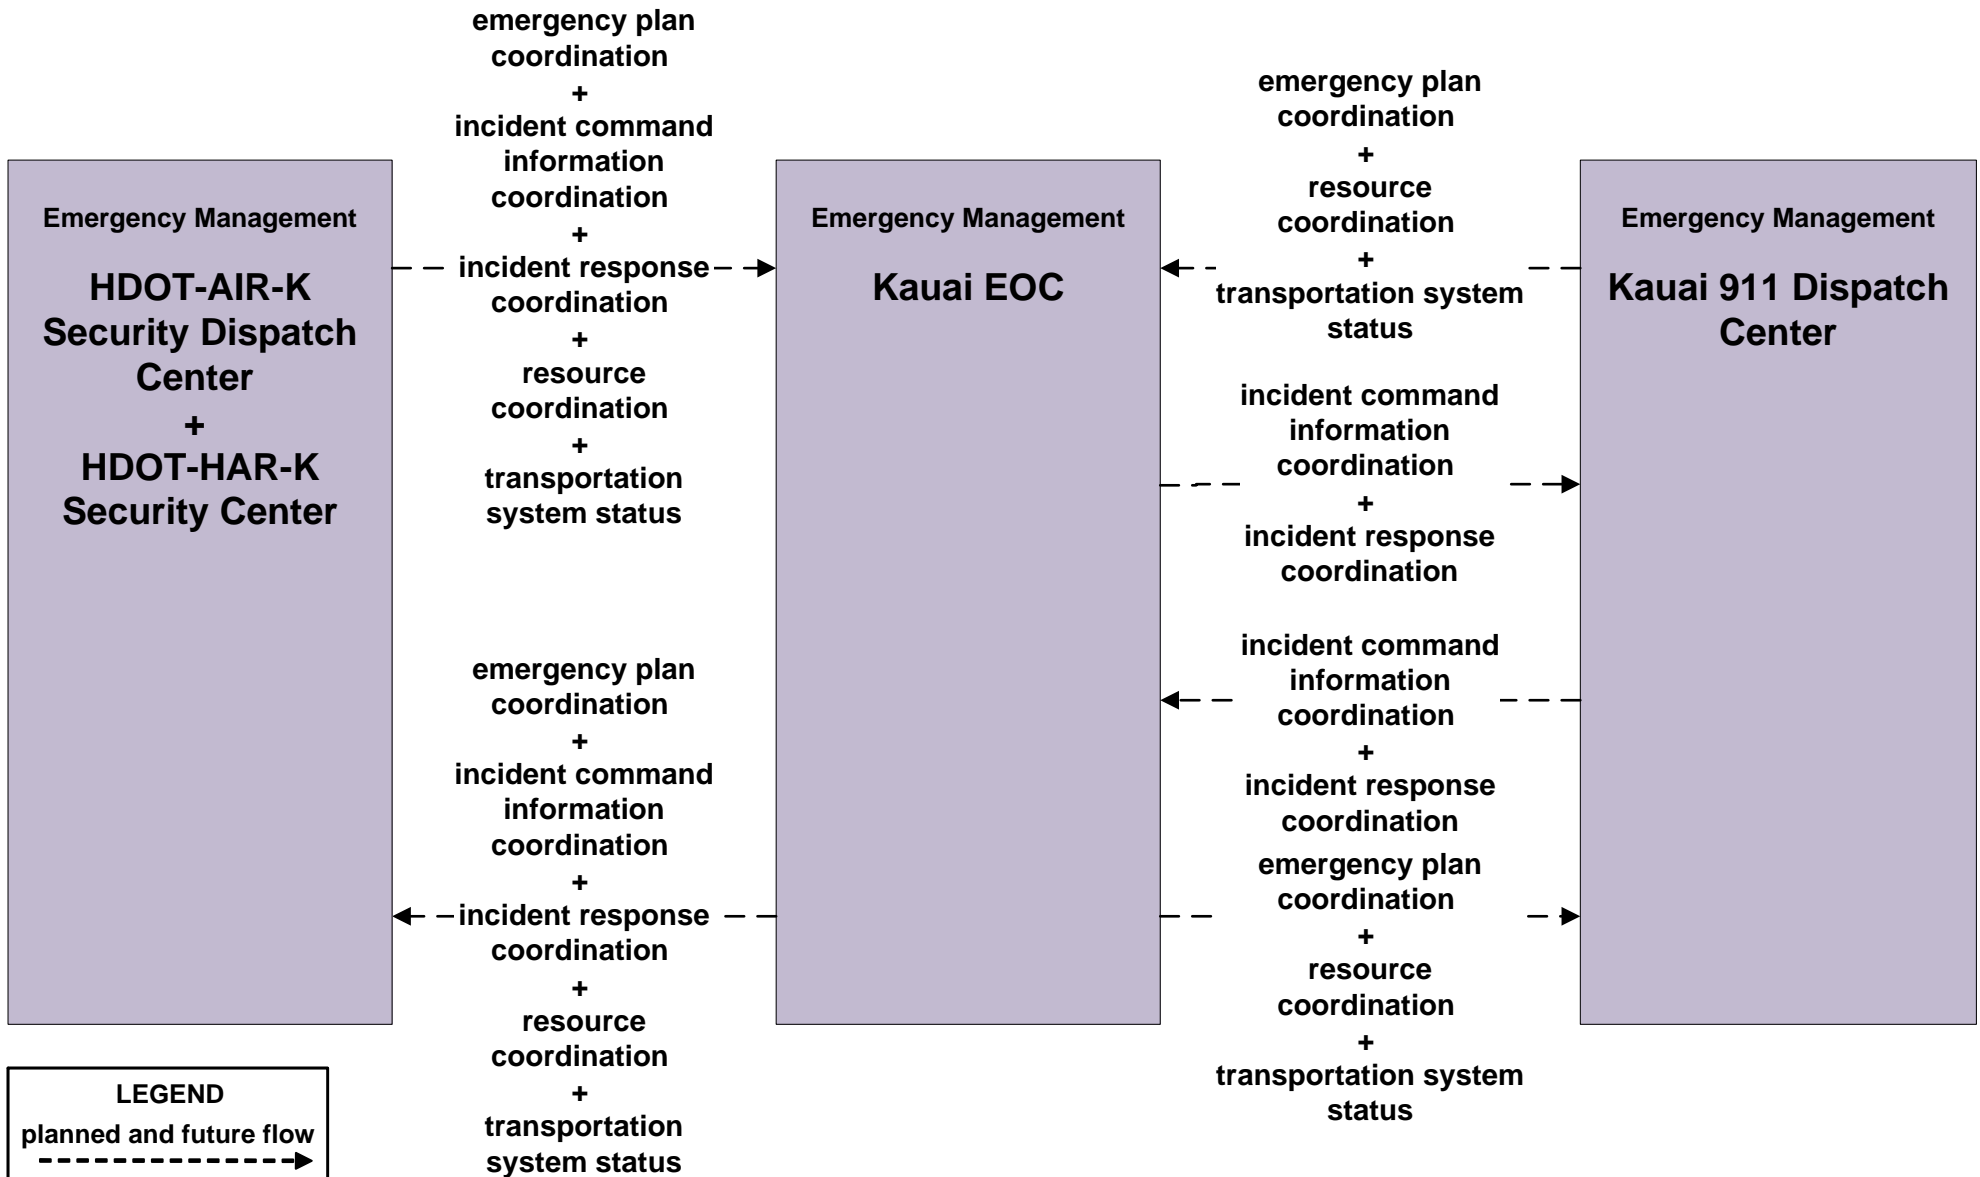 emergency plan
coordination
+
incident command
information
coordination
+
incident response
coordination
+
resource
coordination
+
transportation
system status
emergency plan
coordination
+
resource
coordination
+
transportation system
status
Emergency Management
HDOT-AIR-K
Security Dispatch
Center
+
HDOT-HAR-K
Security Center
Emergency Management
Kauai EOC
Emergency Management
Kauai 911 Dispatch
Center
incident command
information
coordination
+
incident response
coordination
emergency plan
coordination
+
incident command
information
coordination
+
incident response
coordination
+
resource
coordination
+
transportation
system status
incident command
information
coordination
+
incident response
coordination
emergency plan
coordination
+
resource
coordination
+
transportation system
status
LEGEND
planned and future flow